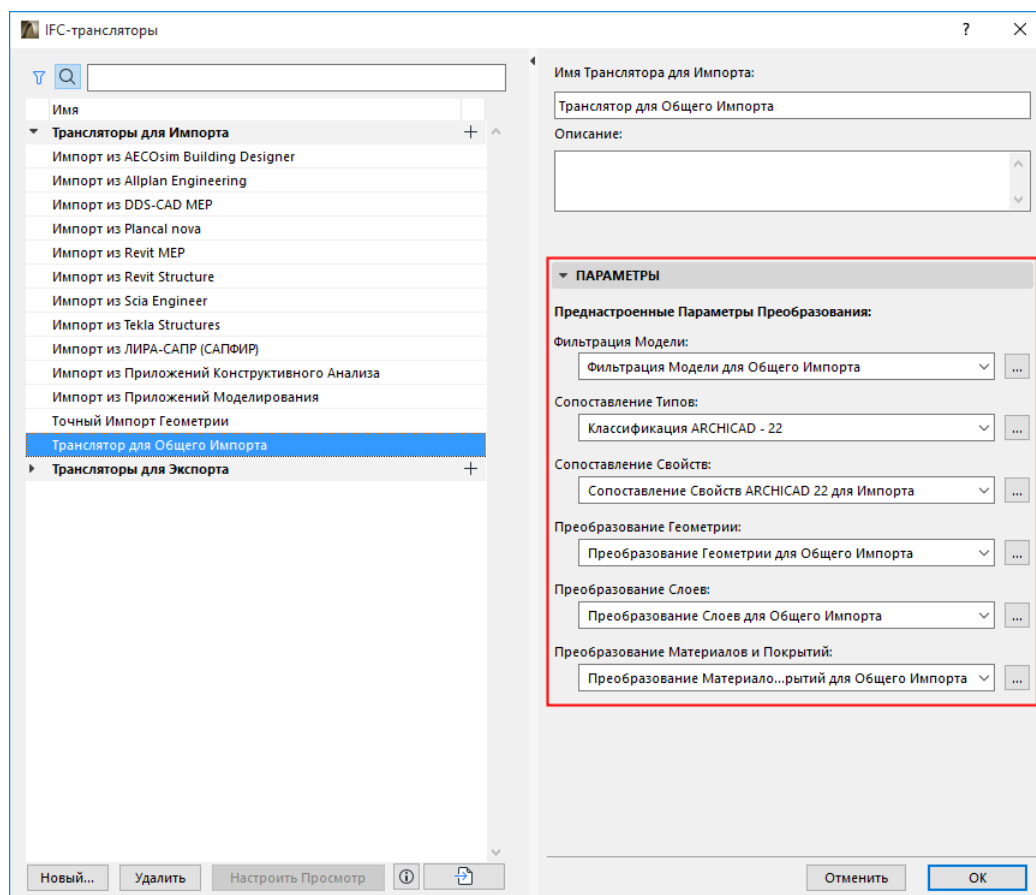 IFC-трансляторы
?
Имя
Трансляторы для Импорта
Импорт из AECOsim Building Designer
Импорт из Allplan Engineering
Импорт из DDS-CAD MEP
Импорт из Plancal nova
Импорт из Revit MEP
Импорт из Revit Structure
Импорт из Scia Engineer
Импорт из Tekla Structures
Импорт из ЛИРА-САПР (САПФИР)
Импорт из Приложений Конструктивного Анализа
Импорт из Приложений Моделирования
Точный Импорт Геометрии
Транслятор для Общего Импорта
Трансляторы для Экспорта
Новый...
Удалить
Настроить Просмотр
Имя Транслятора для Импорта:
Транслятор для Общего Импорта
Описание:
ПАРАМЕТРЫ
Преднастроенные Параметры Преобразования:
Фильтрация Модели:
Фильтрация Модели для Общего Импорта
...
Сопоставление Типов:
Классификация ARCHICAD - 22
...
Сопоставление Свойств:
Сопоставление Свойств ARCHICAD 22 для Импорта
...
Преобразование Геометрии:
Преобразование Геометрии для Общего Импорта
...
Преобразование Слоев:
Преобразование Слоев для Общего Импорта
...
Преобразование Материалов и Покрытий:
Преобразование Материало...рытий для Общего Импорта
...
Отменить
ОК